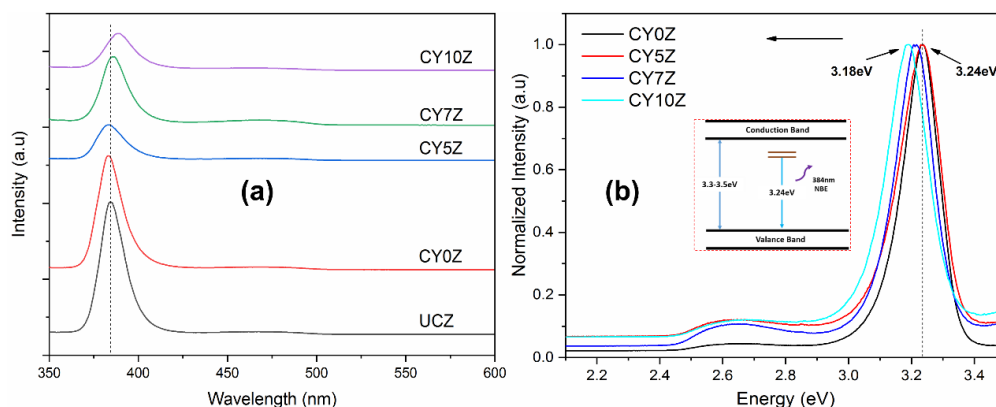 CY10Z
CY7Z
CY5Z
(a)
CY0Z
UCZ
Intensity (a.u)
350 400 450 500 550 600
Wavelength (nm)
CY0Z
CY5Z
CY7Z
CY10Z
3.18eV
3.24eV
Conduction Band
3.3-3.5eV
3.24eV
384nm
NBE
Valance Band
(b)
Normalized Intensity (a.u)
1.0
0.8
0.6
0.4
0.2
0.0
2.2 2.4 2.6 2.8 3.0 3.2 3.4
Energy (eV)